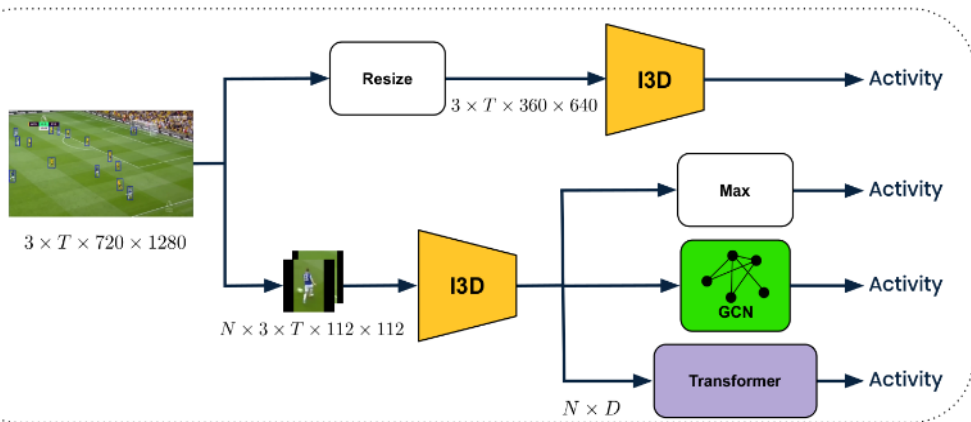 Resize
3 × T × 360 × 640
I3D
Activity
3 × T × 720 × 1280
Max
Activity
N × 3 × T × 112 × 112
I3D
GCN
Activity
N × D
Transformer
Activity